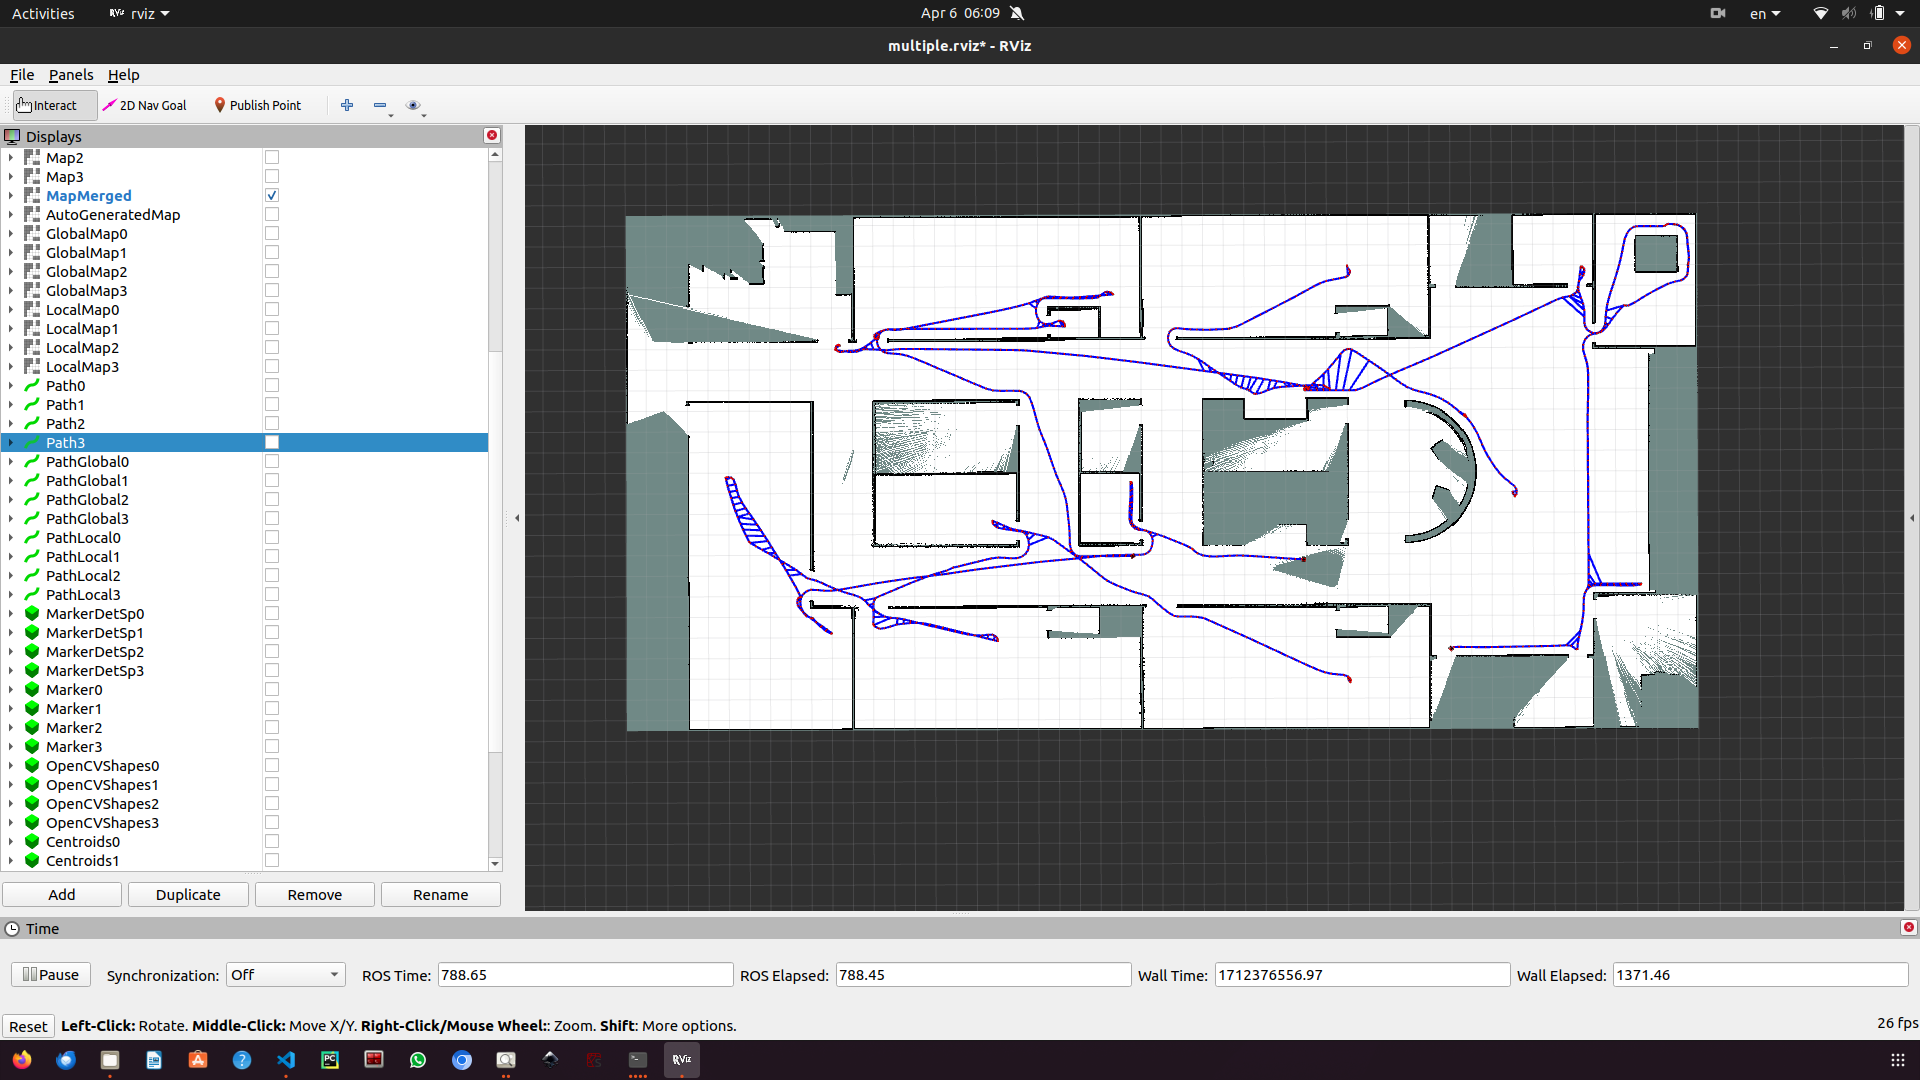 Activities rviz Apr 6 06:09 en
multiple.rviz* - RViz
File Panels Help
Interact 2D Nav Goal Publish Point
Displays
Map2
Map3
MapMerged
AutoGeneratedMap
GlobalMap0
GlobalMap1
GlobalMap2
GlobalMap3
LocalMap0
LocalMap1
LocalMap2
LocalMap3
Path0
Path1
Path2
Path3
PathGlobal0
PathGlobal1
PathGlobal2
PathGlobal3
PathLocal0
PathLocal1
PathLocal2
PathLocal3
MarkerDetSp0
MarkerDetSp1
MarkerDetSp2
MarkerDetSp3
Marker0
Marker1
Marker2
Marker3
OpenCVShapes0
OpenCVShapes1
OpenCVShapes2
OpenCVShapes3
Centroids0
Centroids1
Add Duplicate Remove Rename
Time
Pause Synchronization: Off ROS Time: 788.65 ROS Elapsed: 788.45 Wall Time: 1712376556.97 Wall Elapsed: 1371.46
Reset Left-Click: Rotate. Middle-Click: Move X/Y. Right-Click/Mouse Wheel:: Zoom. Shift: More options. 26 fps
PC RViz